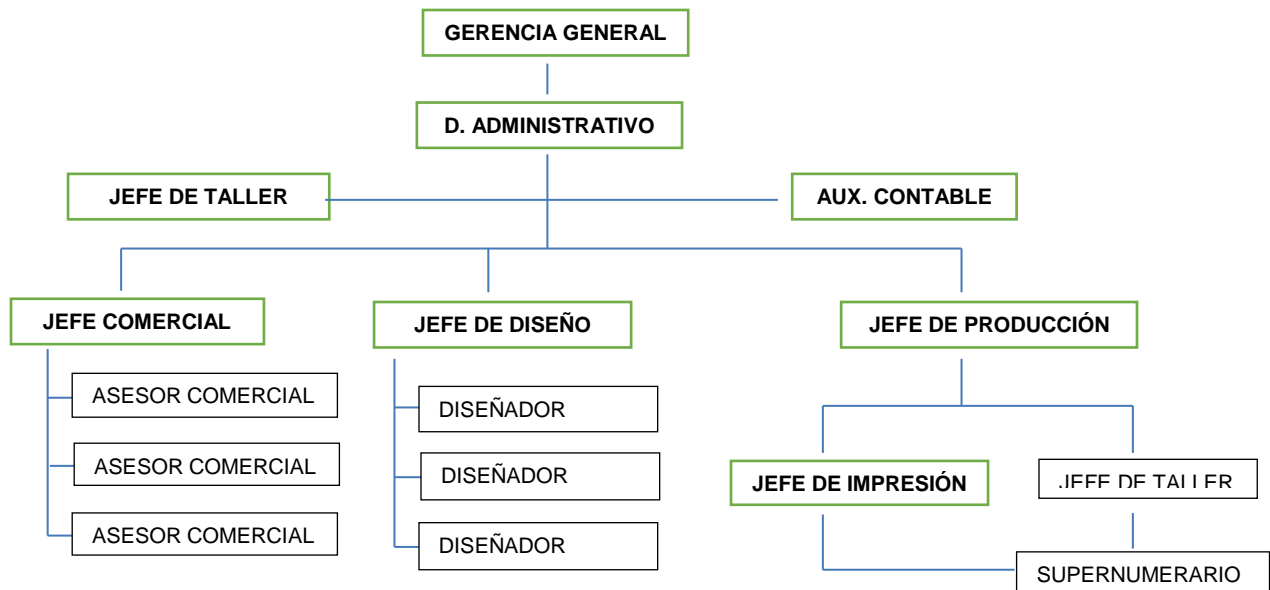 GERENCIA GENERAL
D. ADMINISTRATIVO
JEFE DE TALLER
AUX. CONTABLE
JEFE COMERCIAL
JEFE DE DISEÑO
JEFE DE PRODUCCIÓN
ASESOR COMERCIAL
DISEÑADOR
ASESOR COMERCIAL
DISEÑADOR
JEFE DE IMPRESIÓN
JEFE DE TALLER
ASESOR COMERCIAL
DISEÑADOR
SUPERNUMERARIO